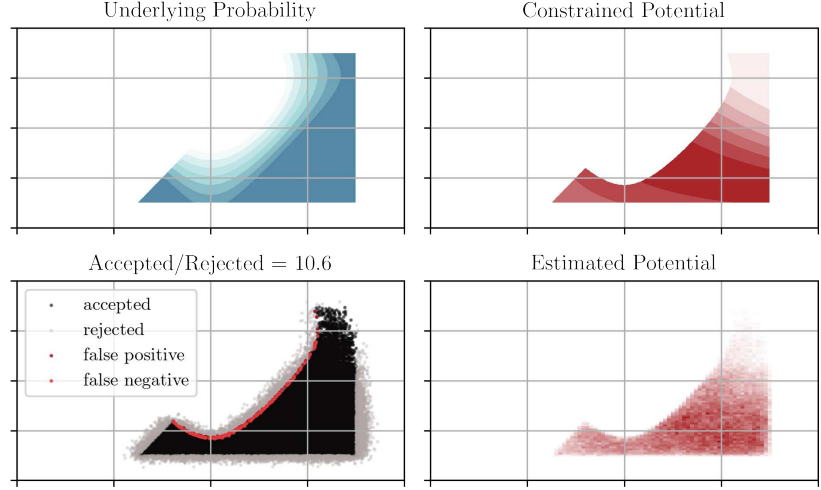 Underlying Probability
Constrained Potential
Accepted/Rejected = 10.6
accepted
rejected
false positive
false negative
Estimated Potential